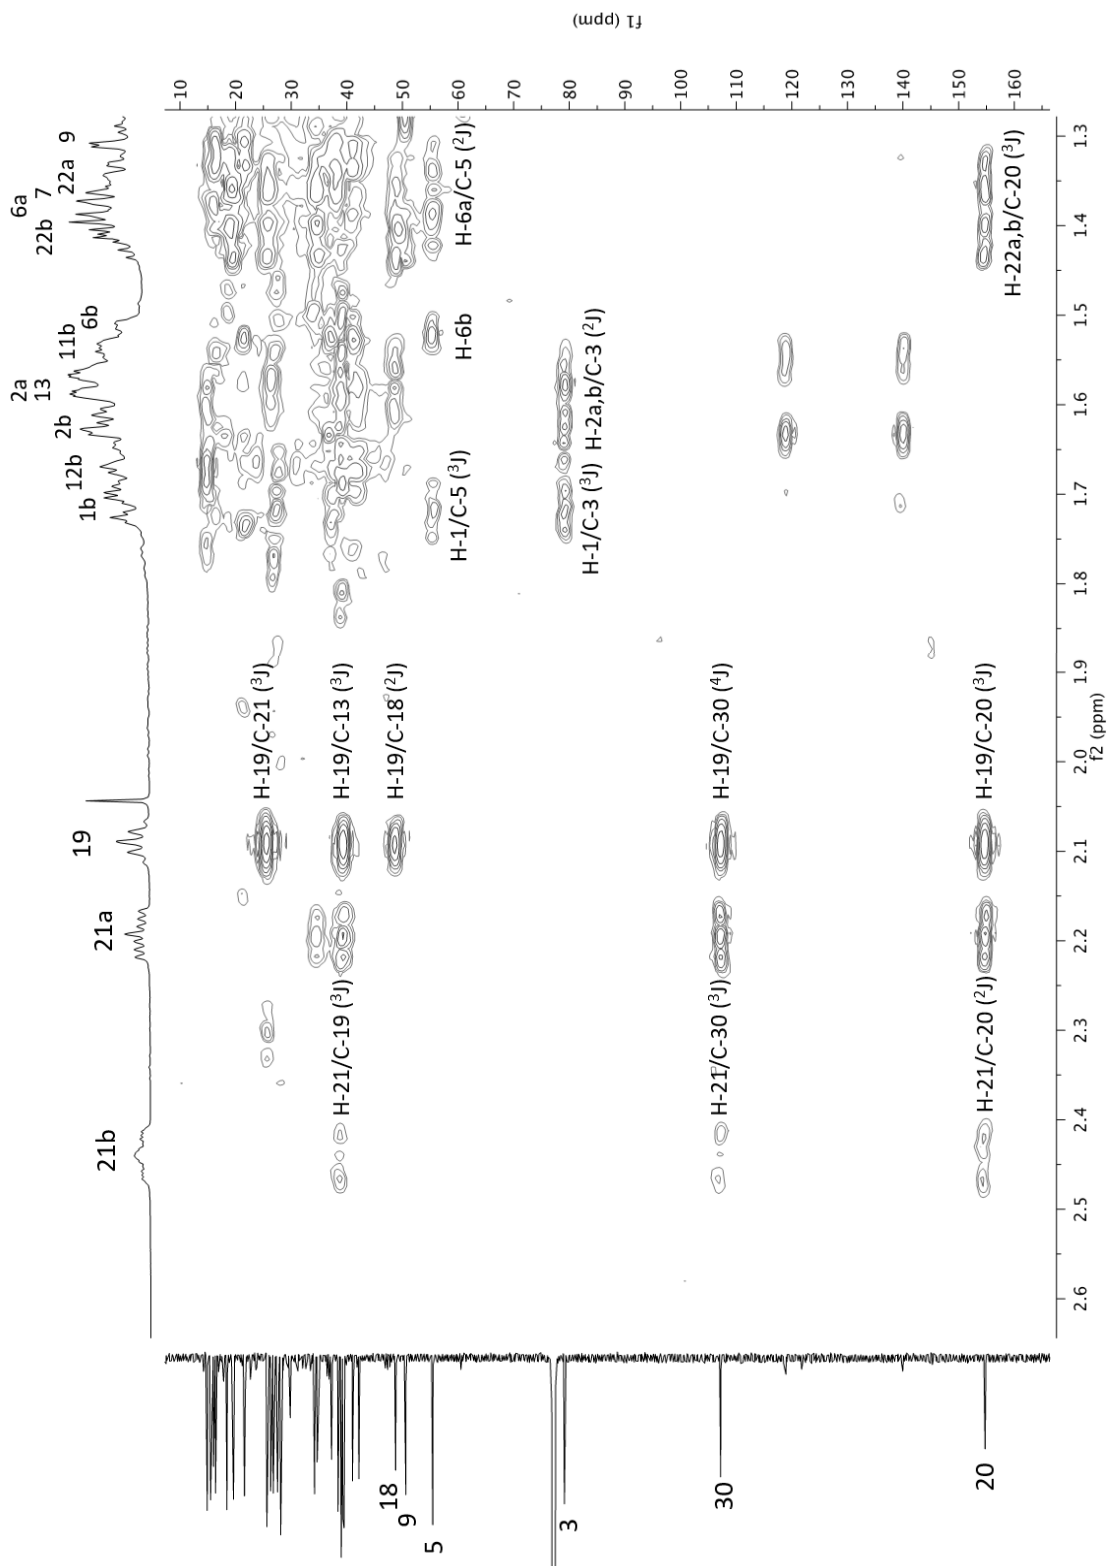 f1 (ppm)
10
20
30
40
50
60
70
80
90
100
110
120
130
140
150
160
6a
22b
7
22a
9
2a
13
11b
6b
2b
12b
1b
19
21a
21b
H-6a/C-5 (²J)
H-6b
H-1/C-5 (³J)
H-2a,b/C-3 (²J)
H-1/C-3 (³J)
H-22a,b/C-20 (³J)
H-19/C-21 (³J)
H-19/C-13 (³J)
H-19/C-18 (²J)
H-19/C-30 (⁴J)
H-19/C-20 (³J)
H-21/C-19 (³J)
H-21/C-30 (³J)
H-21/C-20 (²J)
2.6
2.5
2.4
2.3
2.2
2.1
2.0
1.9
1.8
1.7
1.6
1.5
1.4
1.3
f2 (ppm)
18
9
5
3
30
20